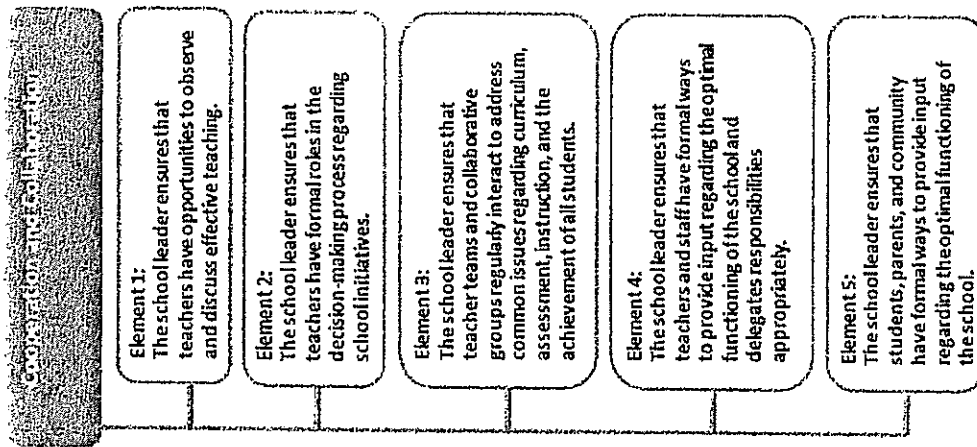 Cooperation and Collaboration
Element 1:
The school leader ensures that
teachers have opportunities to observe
and discuss effective teaching.
Element 2:
The school leader ensures that
teachers have formal roles in the
decision-making process regarding
school initiatives.
Element 3:
The school leader ensures that
teacher teams and collaborative
groups regularly interact to address
common issues regarding curriculum,
assessment, instruction, and the
achievement of all students.
Element 4:
The school leader ensures that
teachers and staff have formal ways
to provide input regarding the optimal
functioning of the school and
delegates responsibilities
appropriately.
Element 5:
The school leader ensures that
students, parents, and community
have formal ways to provide input
regarding the optimal functioning of
the school.